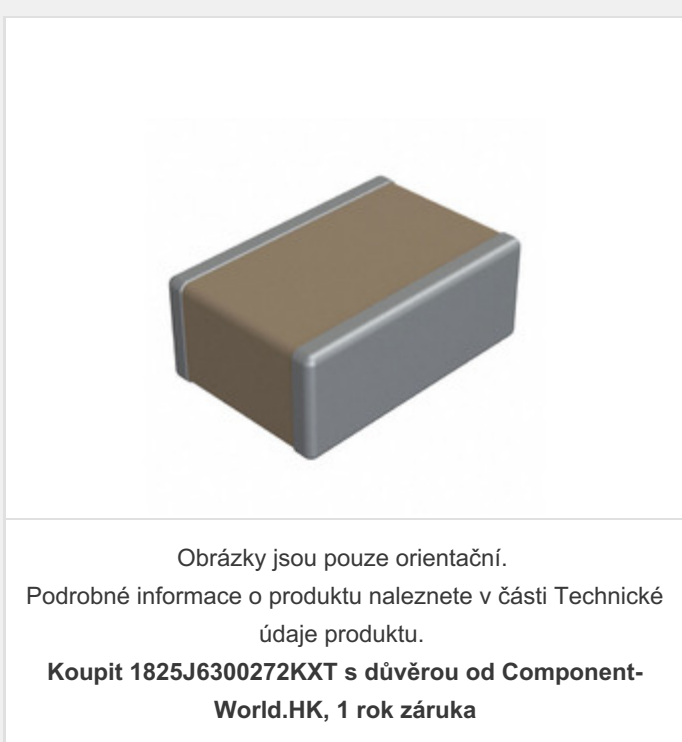 Obrázky jsou pouze orientační.
Podrobné informace o produktu naleznete v části Technické
údaje produktu.
Koupit 1825J6300272KXT s důvěrou od Component-
World.HK, 1 rok záruka